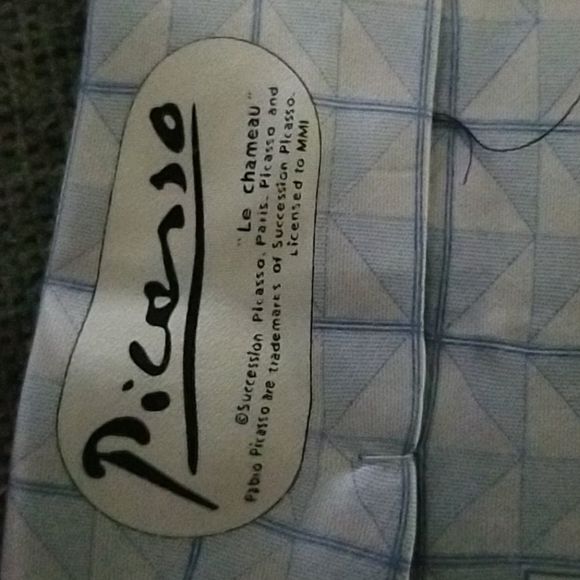 Picasso
©Succession Picasso, "Le chameau"
Pablo Picasso are trademarks of Succession Picasso. Paris. Picasso and
Licensed to MMI